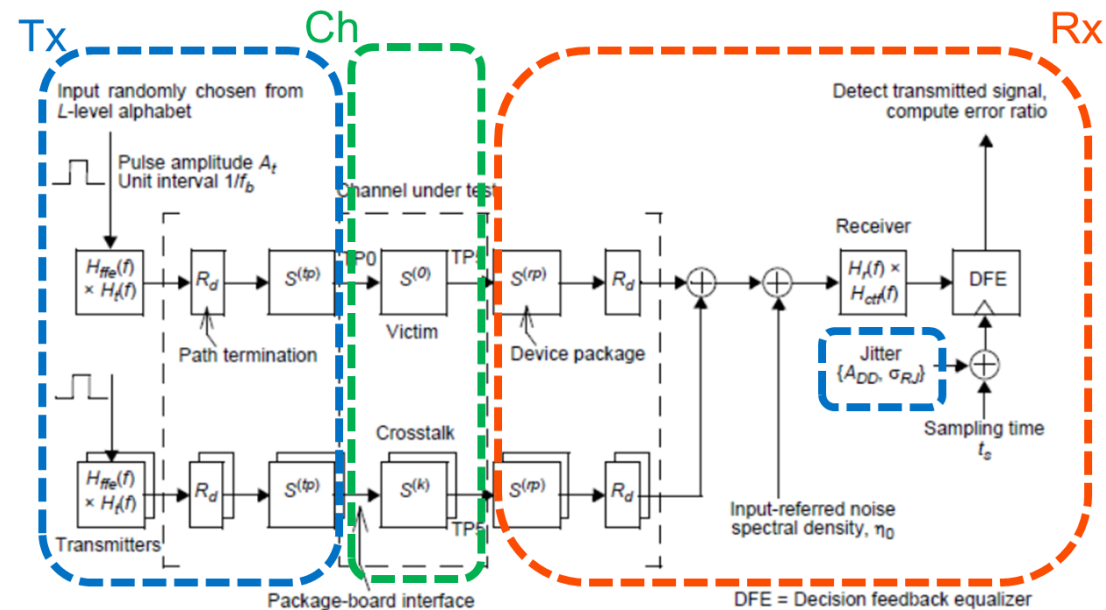 Tx
Ch
Rx
Input randomly chosen from
L-level alphabet
Detect transmitted signal,
compute error ratio
Pulse amplitude Aₜ
Unit interval 1/f_b
Channel under test
Receiver
H_ffe(f)
× H_t(f)
R_d
S^(tp)
TP0
S^(0)
TP5
S^(rp)
R_d
H_r(f) ×
H_ctf(f)
DFE
Path termination
Victim
Device package
Jitter
{A_DD, σ_RJ}
Crosstalk
Sampling time
t_s
H_ffe(f)
× H_t(f)
R_d
S^(tp)
S^(k)
S^(rp)
R_d
TP5
Input-referred noise
spectral density, η₀
Transmitters
Package-board interface
DFE = Decision feedback equalizer